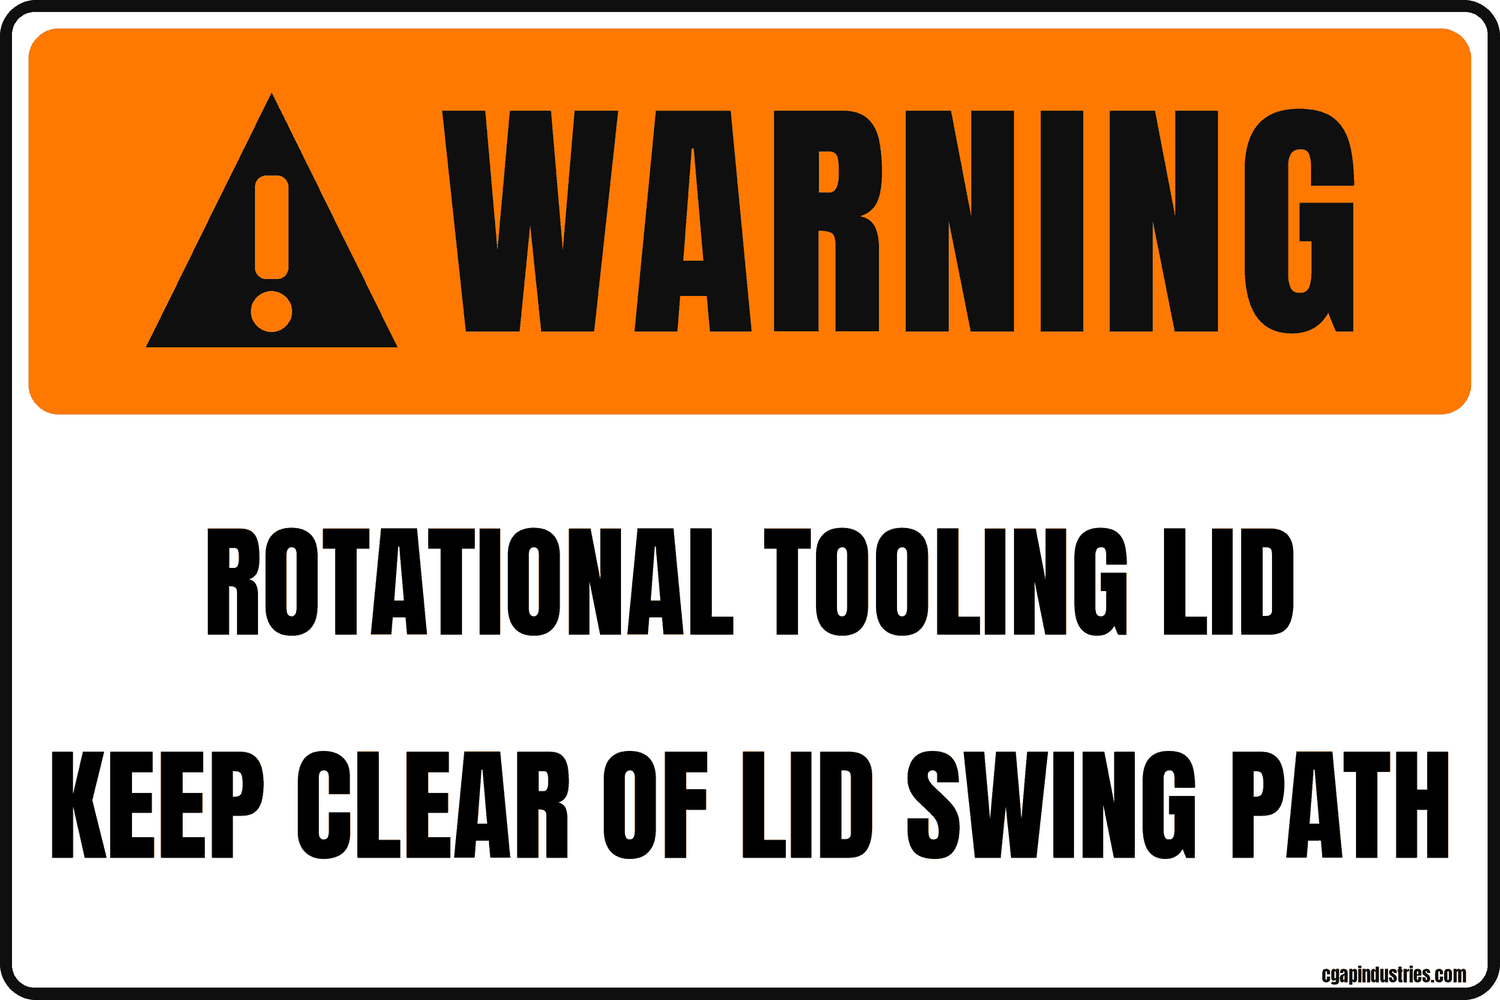 WARNING
ROTATIONAL TOOLING LID
KEEP CLEAR OF LID SWING PATH
cgapindustries.com